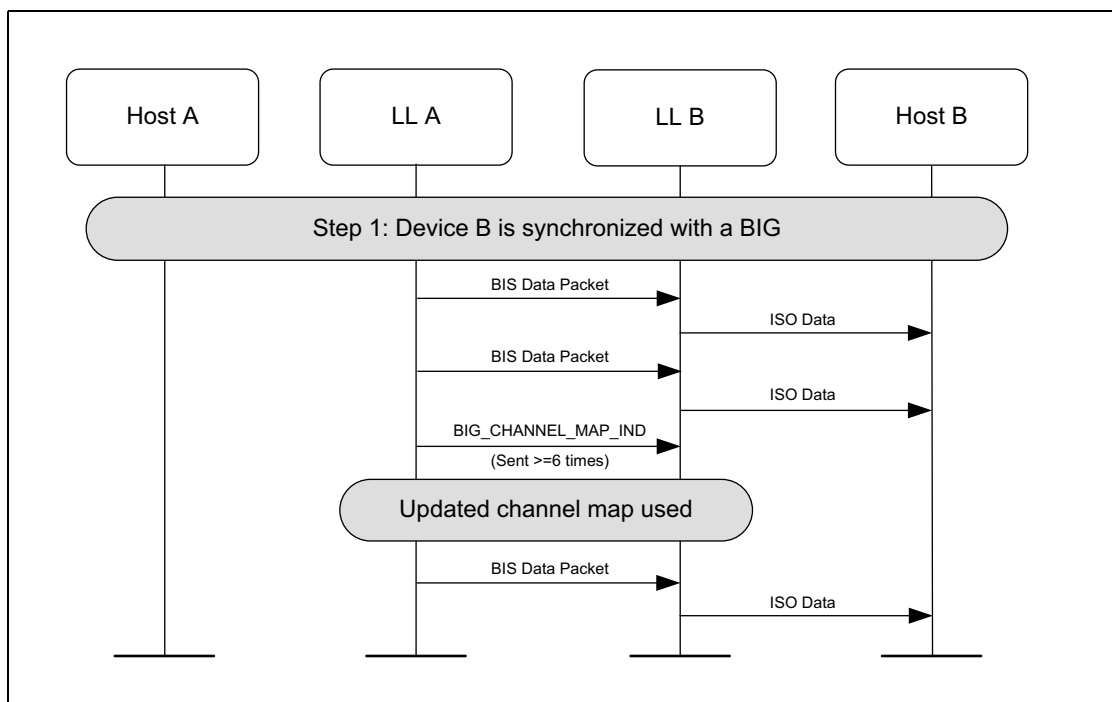 Host A
LL A
LL B
Host B
Step 1: Device B is synchronized with a BIG
BIS Data Packet
ISO Data
BIS Data Packet
ISO Data
BIG_CHANNEL_MAP_IND
(Sent >=6 times)
Updated channel map used
BIS Data Packet
ISO Data